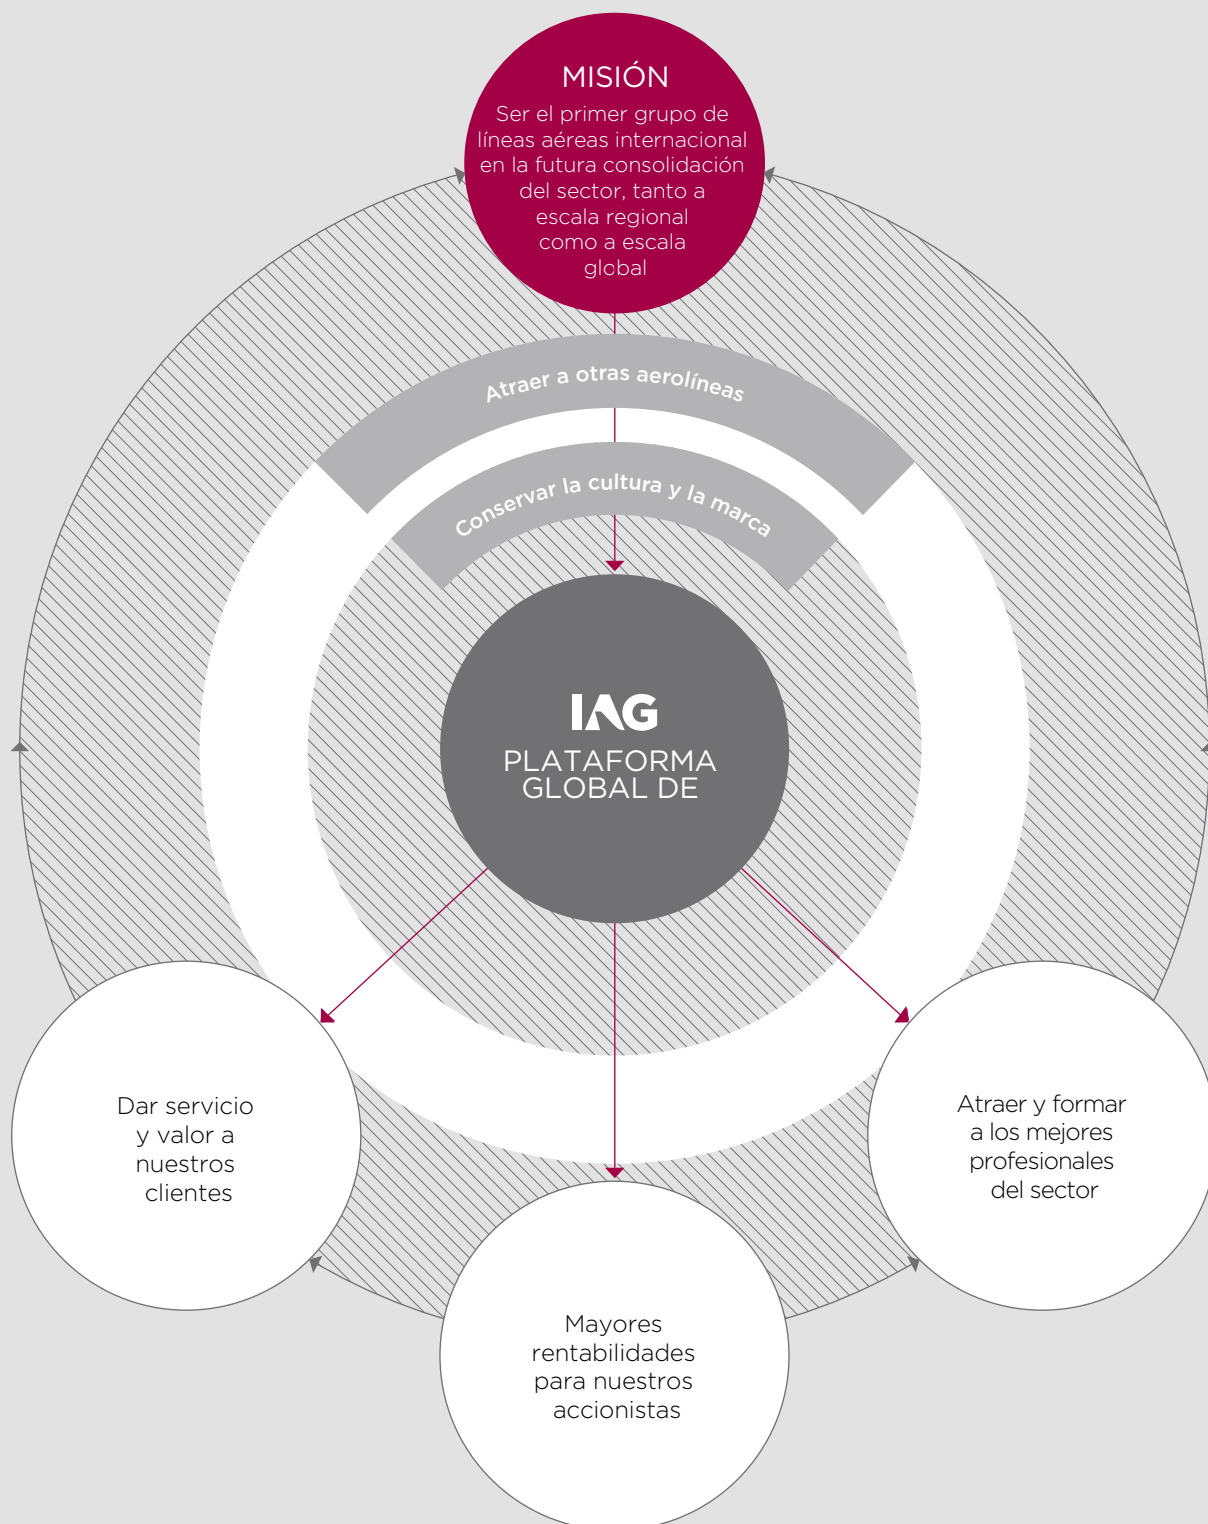 MISIÓN
Ser el primer grupo de
líneas aéreas internacional
en la futura consolidación
del sector, tanto a
escala regional
como a escala
global
Atraer a otras aerolíneas
Conservar la cultura y la marca
IAG
PLATAFORMA
GLOBAL DE
Dar servicio
y valor a
nuestros
clientes
Atraer y formar
a los mejores
profesionales
del sector
Mayores
rentabilidades
para nuestros
accionistas